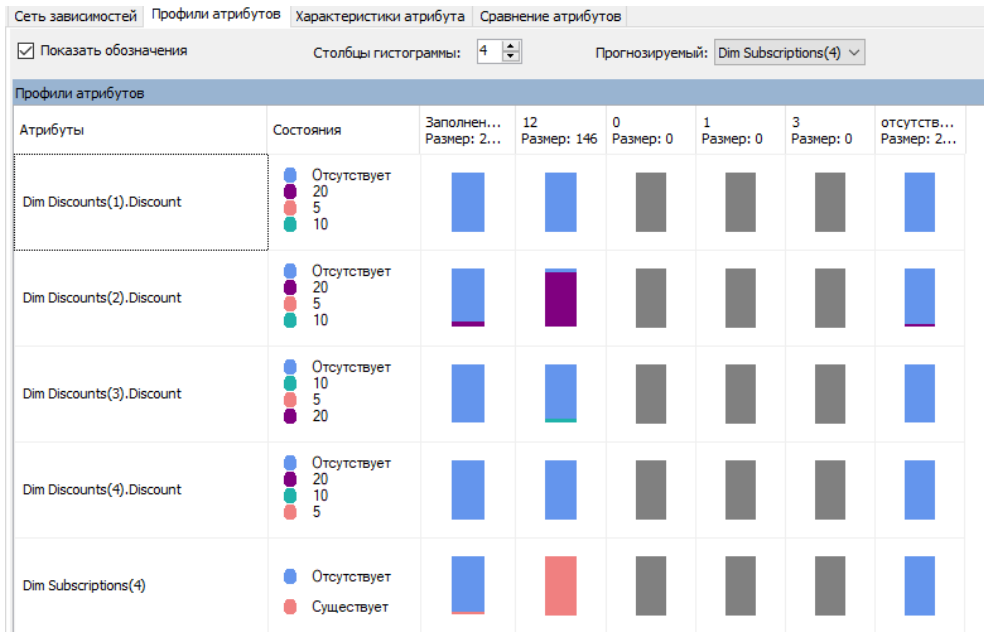 Сеть зависимостей Профили атрибутов Характеристики атрибута Сравнение атрибутов
Показать обозначения Столбцы гистограммы: 4 Прогнозируемый: Dim Subscriptions(4)
Профили атрибутов
Атрибуты Состояния Заполнен... Размер: 2... 12 Размер: 146 0 Размер: 0 1 Размер: 0 3 Размер: 0 отсутств... Размер: 2...
Dim Discounts(1).Discount
Отсутствует
20
5
10
Dim Discounts(2).Discount
Отсутствует
20
5
10
Dim Discounts(3).Discount
Отсутствует
10
5
20
Dim Discounts(4).Discount
Отсутствует
20
10
5
Dim Subscriptions(4)
Отсутствует
Существует